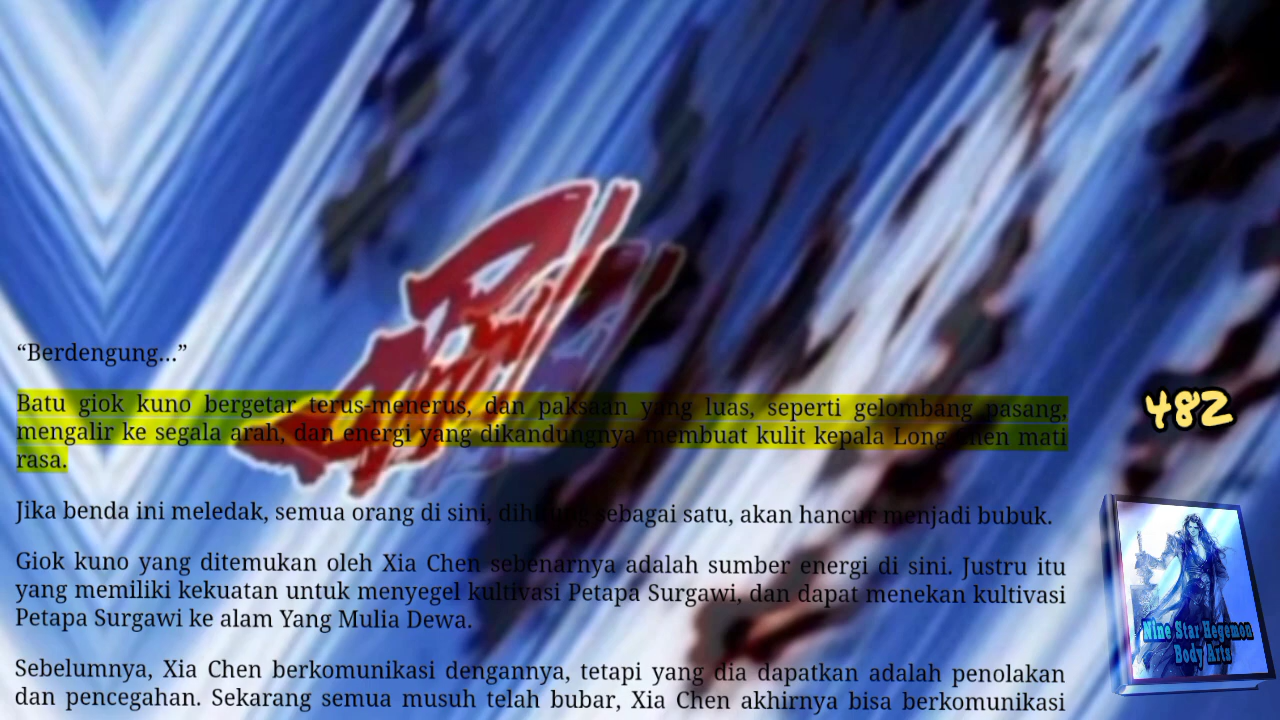 “Berdengung...”
Batu giok kuno bergetar terus-menerus, dan paksaan yang luas, seperti gelombang pasang,
mengalir ke segala arah, dan energi yang dikandungnya membuat kulit kepala Long Chen mati
rasa.
Jika benda ini meledak, semua orang di sini, dihitung sebagai satu, akan hancur menjadi bubuk.
Giok kuno yang ditemukan oleh Xia Chen sebenarnya adalah sumber energi di sini. Justru itu
yang memiliki kekuatan untuk menyegel kultivasi Petapa Surgawi, dan dapat menekan kultivasi
Petapa Surgawi ke alam Yang Mulia Dewa.
Sebelumnya, Xia Chen berkomunikasi dengannya, tetapi yang dia dapatkan adalah penolakan
dan pencegahan. Sekarang semua musuh telah bubar, Xia Chen akhirnya bisa berkomunikasi
482
Nine Star Hegemon
Body Arts